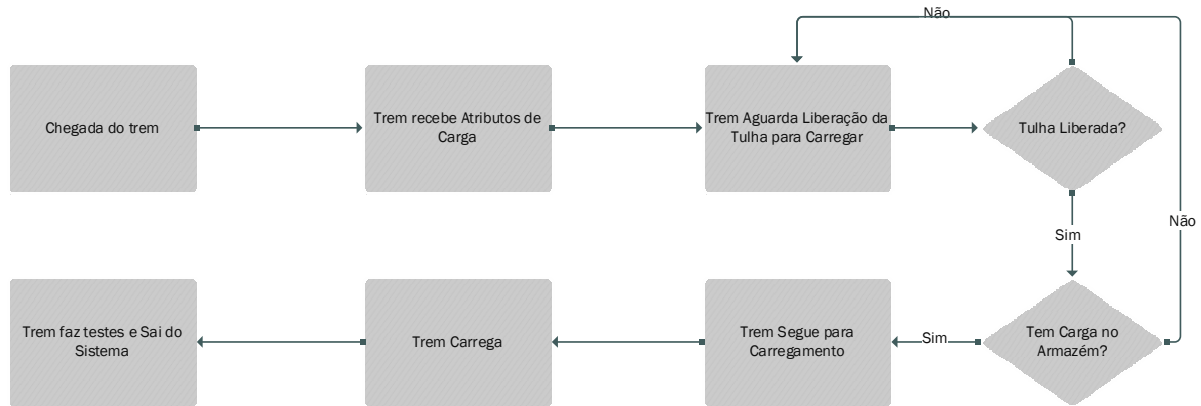 Não
Chegada do trem
Trem recebe Atributos de
Carga
Trem Aguarda Liberação da
Tulha para Carregar
Tulha Liberada?
Não
Sim
Trem faz testes e Sai do
Sistema
Trem Carrega
Trem Segue para
Carregamento
Sim
Tem Carga no
Armazém?